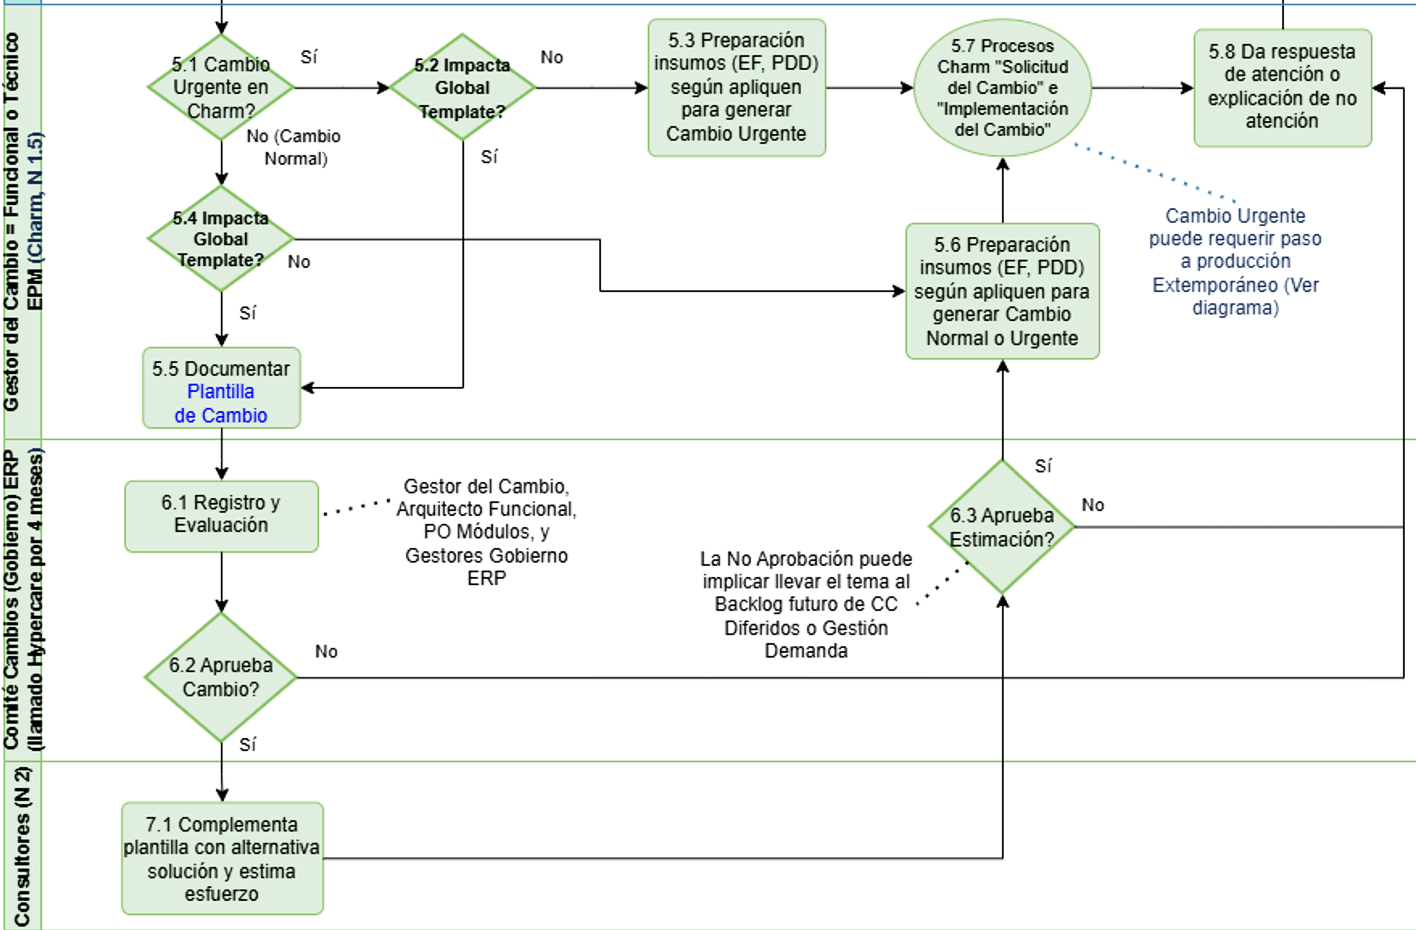 Gestor del Cambio = Funcional o Técnico
EPM (Charm, N 1.5)
5.1 Cambio
Urgente en
Charm?
Sí
No (Cambio
Normal)
5.2 Impacta
Global
Template?
No
Sí
5.3 Preparación
insumos (EF, PDD)
según apliquen
para generar
Cambio Urgente
5.7 Procesos
Charm "Solicitud
del Cambio" e
"Implementación
del Cambio"
5.8 Da respuesta
de atención o
explicación de no
atención
5.4 Impacta
Global
Template?
No
Sí
5.6 Preparación
insumos (EF, PDD)
según apliquen para
generar Cambio
Normal o Urgente
Cambio Urgente
puede requerir paso
a producción
Extemporáneo (Ver
diagrama)
5.5 Documentar
Plantilla
de Cambio
Comité Cambios (Gobierno) ERP
(llamado Hypercare por 4 meses)
6.1 Registro y
Evaluación
Gestor del Cambio,
Arquitecto Funcional,
PO Módulos, y
Gestores Gobierno
ERP
6.3 Aprueba
Estimación?
Sí
No
La No Aprobación puede
implicar llevar el tema al
Backlog futuro de CC
Diferidos o Gestión
Demanda
6.2 Aprueba
Cambio?
No
Sí
Consultores (N 2)
7.1 Complementa
plantilla con alternativa
solución y estima
esfuerzo